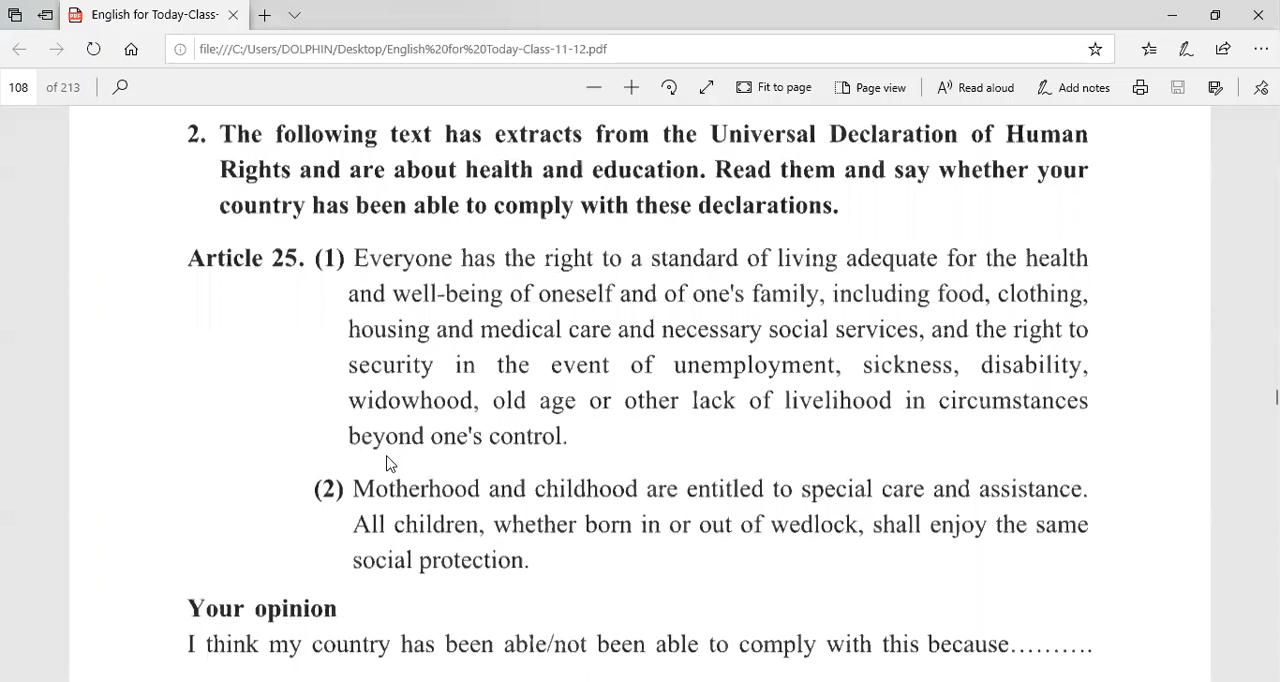 English for Today-Class-
file:///C:/Users/DOLPHIN/Desktop/English%20for%20Today-Class-11-12.pdf
108 of 213 Fit to page Page view Read aloud Add notes
2. The following text has extracts from the Universal Declaration of Human
Rights and are about health and education. Read them and say whether your
country has been able to comply with these declarations.
Article 25. (1) Everyone has the right to a standard of living adequate for the health
and well-being of oneself and of one's family, including food, clothing,
housing and medical care and necessary social services, and the right to
security in the event of unemployment, sickness, disability,
widowhood, old age or other lack of livelihood in circumstances
beyond one's control.
(2) Motherhood and childhood are entitled to special care and assistance.
All children, whether born in or out of wedlock, shall enjoy the same
social protection.
Your opinion
I think my country has been able/not been able to comply with this because..........